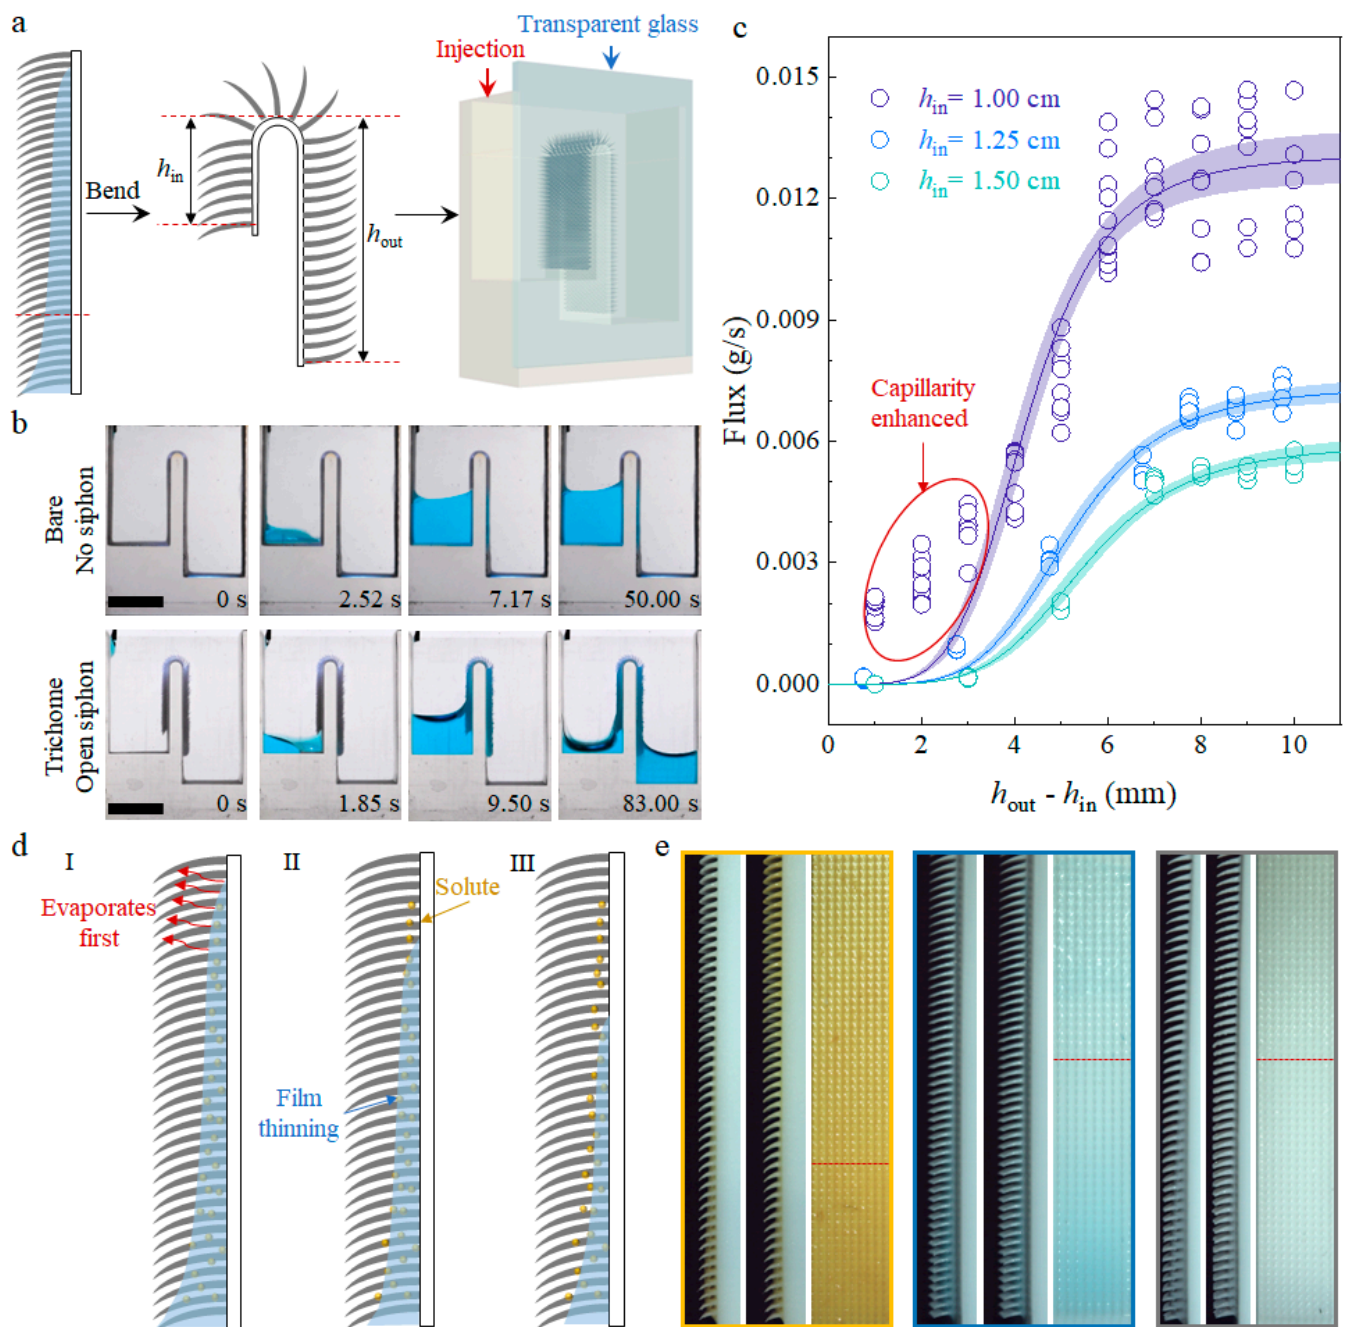 a
Bend
h_in
h_out
Injection
Transparent glass
b
Bare
No siphon
0 s
2.52 s
7.17 s
50.00 s
Trichome
Open siphon
0 s
1.85 s
9.50 s
83.00 s
c
h_in= 1.00 cm
h_in= 1.25 cm
h_in= 1.50 cm
Capillarity
enhanced
Flux (g/s)
0.015
0.012
0.009
0.006
0.003
0.000
0 2 4 6 8 10
h_out - h_in (mm)
d
I
Evaporates
first
II
Solute
Film
thinning
III
e